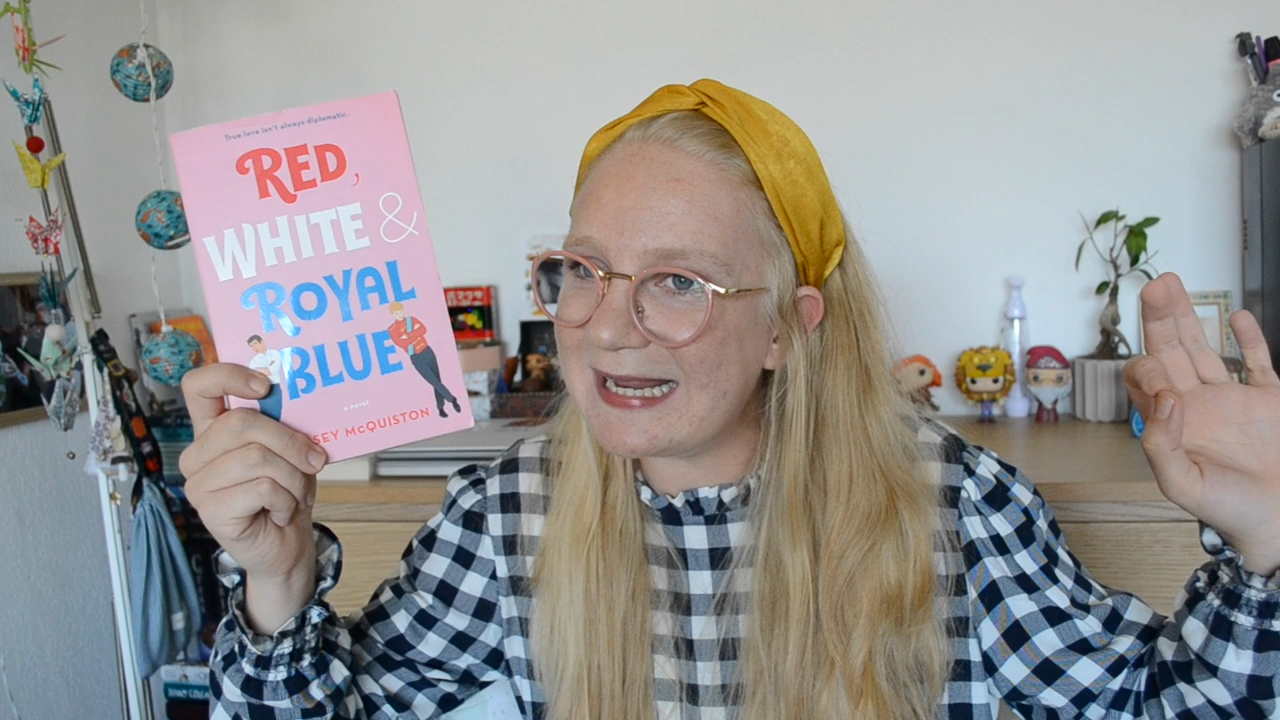 True love isn't always diplomatic.
RED,
WHITE &
ROYAL
BLUE
a novel
SEY McQUISTON